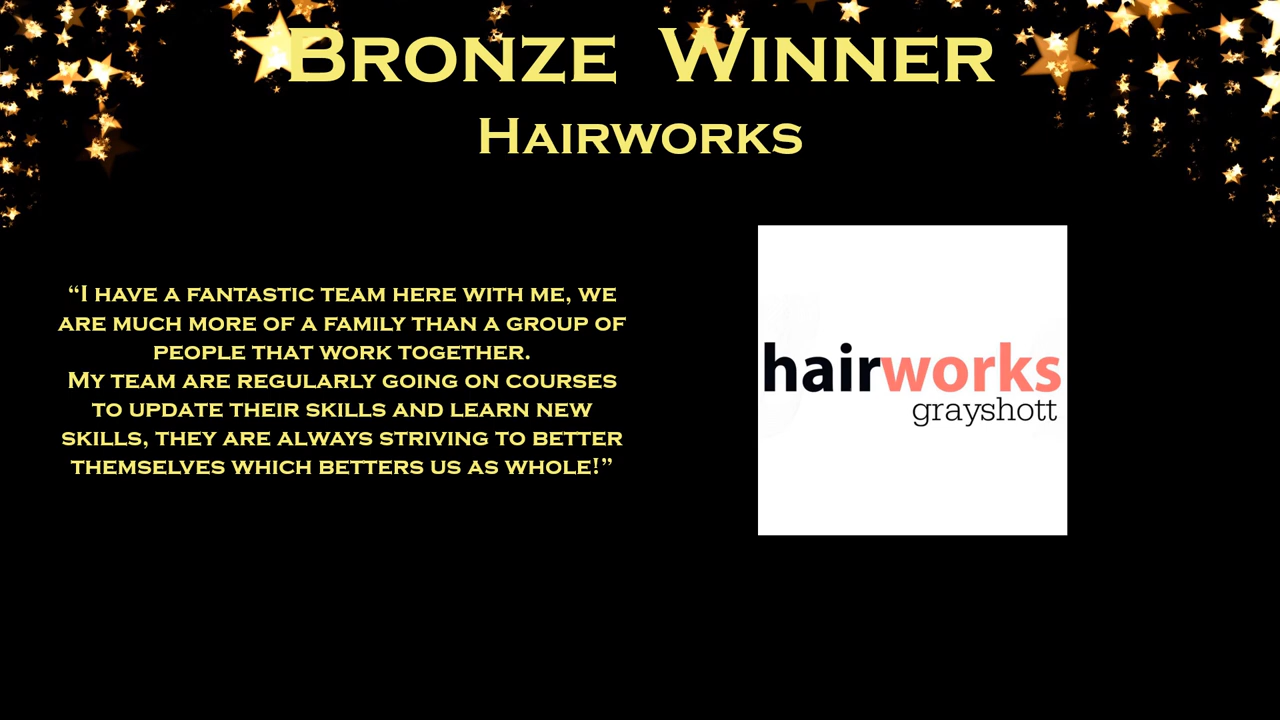 Bronze Winner
Hairworks
“I have a fantastic team here with me, we
are much more of a family than a group of
people that work together.
My team are regularly going on courses
to update their skills and learn new
skills, they are always striving to better
themselves which betters us as whole!”
hairworks
grayshott